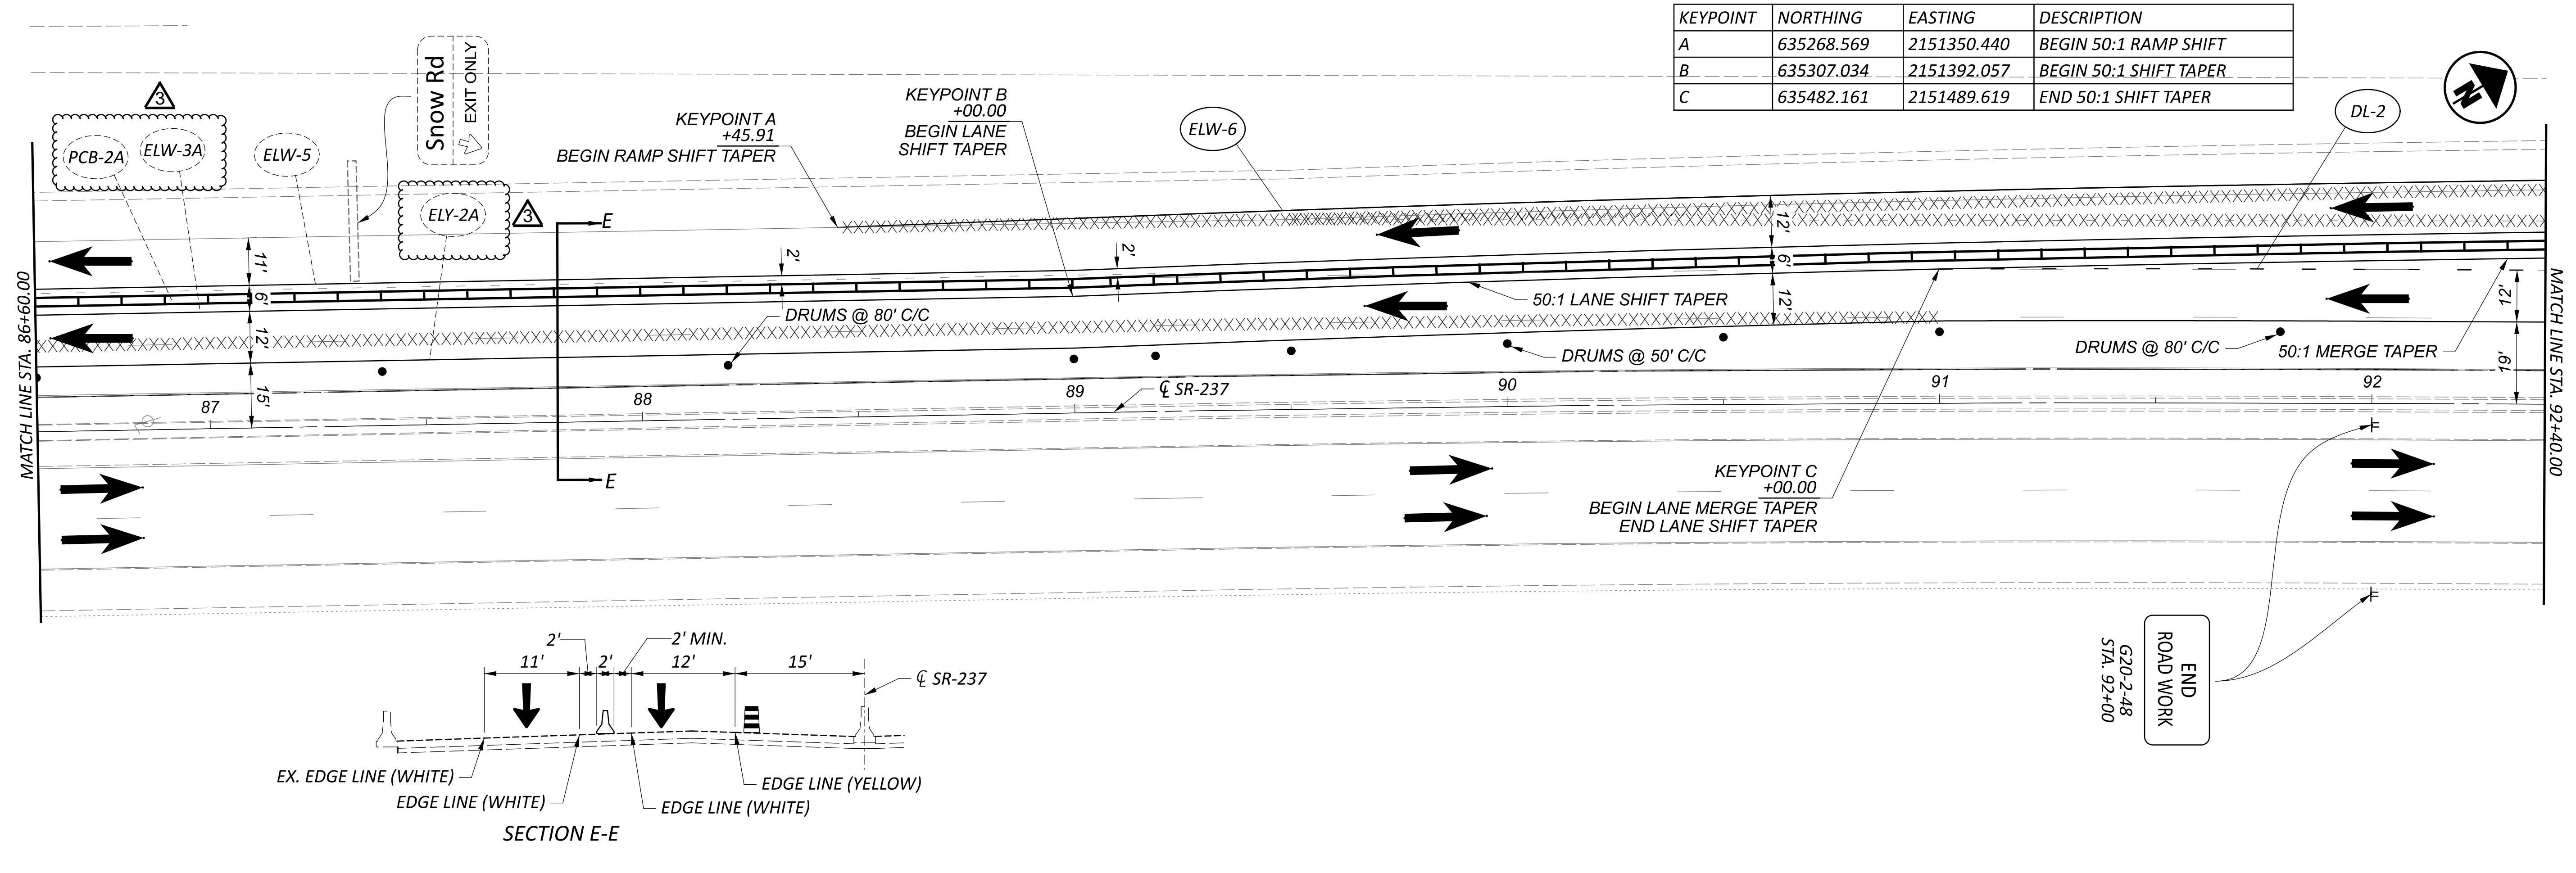 KEYPOINT NORTHING EASTING DESCRIPTION
A 635268.569 2151350.440 BEGIN 50:1 RAMP SHIFT
B 635307.034 2151392.057 BEGIN 50:1 SHIFT TAPER
C 635482.161 2151489.619 END 50:1 SHIFT TAPER
N
3
PCB-2A
ELW-3A
ELW-5
Snow Rd
EXIT ONLY
ELY-2A
3
KEYPOINT A
+45.91
BEGIN RAMP SHIFT TAPER
KEYPOINT B
+00.00
BEGIN LANE
SHIFT TAPER
ELW-6
DL-2
E
E
MATCH LINE STA. 86+60.00
MATCH LINE STA. 92+40.00
11'
6'
12'
15'
2'
2'
12'
6'
12'
12'
19'
DRUMS @ 80' C/C
50:1 LANE SHIFT TAPER
DRUMS @ 50' C/C
DRUMS @ 80' C/C
50:1 MERGE TAPER
87
88
89
90
91
92
℄ SR-237
KEYPOINT C
+00.00
BEGIN LANE MERGE TAPER
END LANE SHIFT TAPER
END
ROAD WORK
G20-2-48
STA. 92+00
2'
2' MIN.
11'
2'
12'
15'
℄ SR-237
EX. EDGE LINE (WHITE)
EDGE LINE (WHITE)
EDGE LINE (WHITE)
EDGE LINE (YELLOW)
SECTION E-E